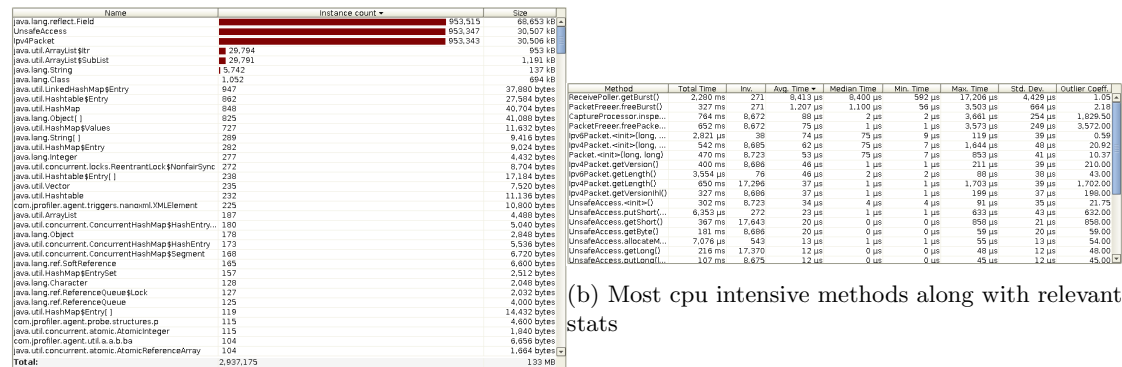 Name Instance count Size
java.lang.reflect.Field 953,515 68,653 kB
UnsafeAccess 953,347 30,507 kB
Ipv4Packet 953,343 30,506 kB
java.util.ArrayList$Itr 29,794 953 kB
java.util.ArrayList$SubList 29,791 1,191 kB
java.lang.String 5,742 137 kB
java.lang.Class 1,052 694 kB
java.util.LinkedHashMap$Entry 947 37,880 bytes
java.util.Hashtable$Entry 862 27,584 bytes
java.util.HashMap 848 40,704 bytes
java.lang.Object[ ] 825 41,088 bytes
java.util.HashMap$Values 727 11,632 bytes
java.lang.String[ ] 289 9,416 bytes
java.util.HashMap$Entry 282 9,024 bytes
java.lang.Integer 277 4,432 bytes
java.util.concurrent.locks.ReentrantLock$NonfairSync 272 8,704 bytes
java.util.Hashtable$Entry[ ] 238 17,184 bytes
java.util.Vector 235 7,520 bytes
java.util.Hashtable 232 11,136 bytes
com.jprofiler.agent.triggers.nanoxml.XMLElement 225 10,800 bytes
java.util.ArrayList 187 4,488 bytes
java.util.concurrent.ConcurrentHashMap$HashEntry... 180 5,040 bytes
java.lang.Object 178 2,848 bytes
java.util.concurrent.ConcurrentHashMap$HashEntry 173 5,536 bytes
java.util.concurrent.ConcurrentHashMap$Segment 168 6,720 bytes
java.lang.ref.SoftReference 165 6,600 bytes
java.util.HashMap$EntrySet 157 2,512 bytes
java.lang.Character 128 2,048 bytes
java.lang.ref.ReferenceQueue$Lock 127 2,032 bytes
java.lang.ref.ReferenceQueue 125 4,000 bytes
java.util.HashMap$Entry[ ] 119 14,432 bytes
com.jprofiler.agent.probe.structures.p 115 4,600 bytes
java.util.concurrent.atomic.AtomicInteger 115 1,840 bytes
com.jprofiler.agent.util.a.a.b.ba 104 6,656 bytes
java.util.concurrent.atomic.AtomicReferenceArray 104 1,664 bytes
Total: 2,937,175 133 MB
Method Total Time Inv. Avg. Time Median Time Min. Time Max. Time Std. Dev. Outlier Coeff.
ReceivePoller.getBurst() 2,280 ms 271 8,413 µs 8,400 µs 592 µs 17,206 µs 4,429 µs 1.05
PacketFreeer.freeBurst() 327 ms 271 1,207 µs 1,100 µs 56 µs 3,503 µs 664 µs 2.18
CaptureProcessor.inspe... 764 ms 8,672 88 µs 2 µs 2 µs 3,661 µs 254 µs 1,829.50
PacketFreeer.freePacke... 652 ms 8,672 75 µs 1 µs 1 µs 3,573 µs 249 µs 3,572.00
Ipv6Packet.<init>(long, ... 2,821 µs 38 74 µs 75 µs 9 µs 119 µs 39 µs 0.59
Ipv4Packet.<init>(long, ... 542 ms 8,685 62 µs 75 µs 7 µs 1,644 µs 48 µs 20.92
Packet.<init>(long, long) 470 ms 8,723 53 µs 75 µs 7 µs 853 µs 41 µs 10.37
Ipv4Packet.getVersion() 400 ms 8,686 46 µs 1 µs 1 µs 211 µs 39 µs 210.00
Ipv6Packet.getLength() 3,554 µs 76 46 µs 2 µs 2 µs 88 µs 38 µs 43.00
Ipv4Packet.getLength() 650 ms 17,296 37 µs 1 µs 1 µs 1,703 µs 39 µs 1,702.00
Ipv4Packet.getVersionIhl() 327 ms 8,686 37 µs 1 µs 1 µs 199 µs 37 µs 198.00
UnsafeAccess.<init>() 302 ms 8,723 34 µs 4 µs 4 µs 91 µs 35 µs 21.75
UnsafeAccess.putShort(... 6,353 µs 272 23 µs 1 µs 1 µs 633 µs 43 µs 632.00
UnsafeAccess.getShort() 367 ms 17,643 20 µs 0 µs 0 µs 858 µs 21 µs 858.00
UnsafeAccess.getByte() 181 ms 8,686 20 µs 0 µs 0 µs 59 µs 20 µs 59.00
UnsafeAccess.allocateM... 7,076 µs 543 13 µs 1 µs 1 µs 55 µs 13 µs 54.00
UnsafeAccess.getLong() 216 ms 17,370 12 µs 0 µs 0 µs 48 µs 12 µs 48.00
UnsafeAccess.putLong(l... 107 ms 8,675 12 µs 0 µs 0 µs 45 µs 12 µs 45.00
(b) Most cpu intensive methods along with relevant
stats